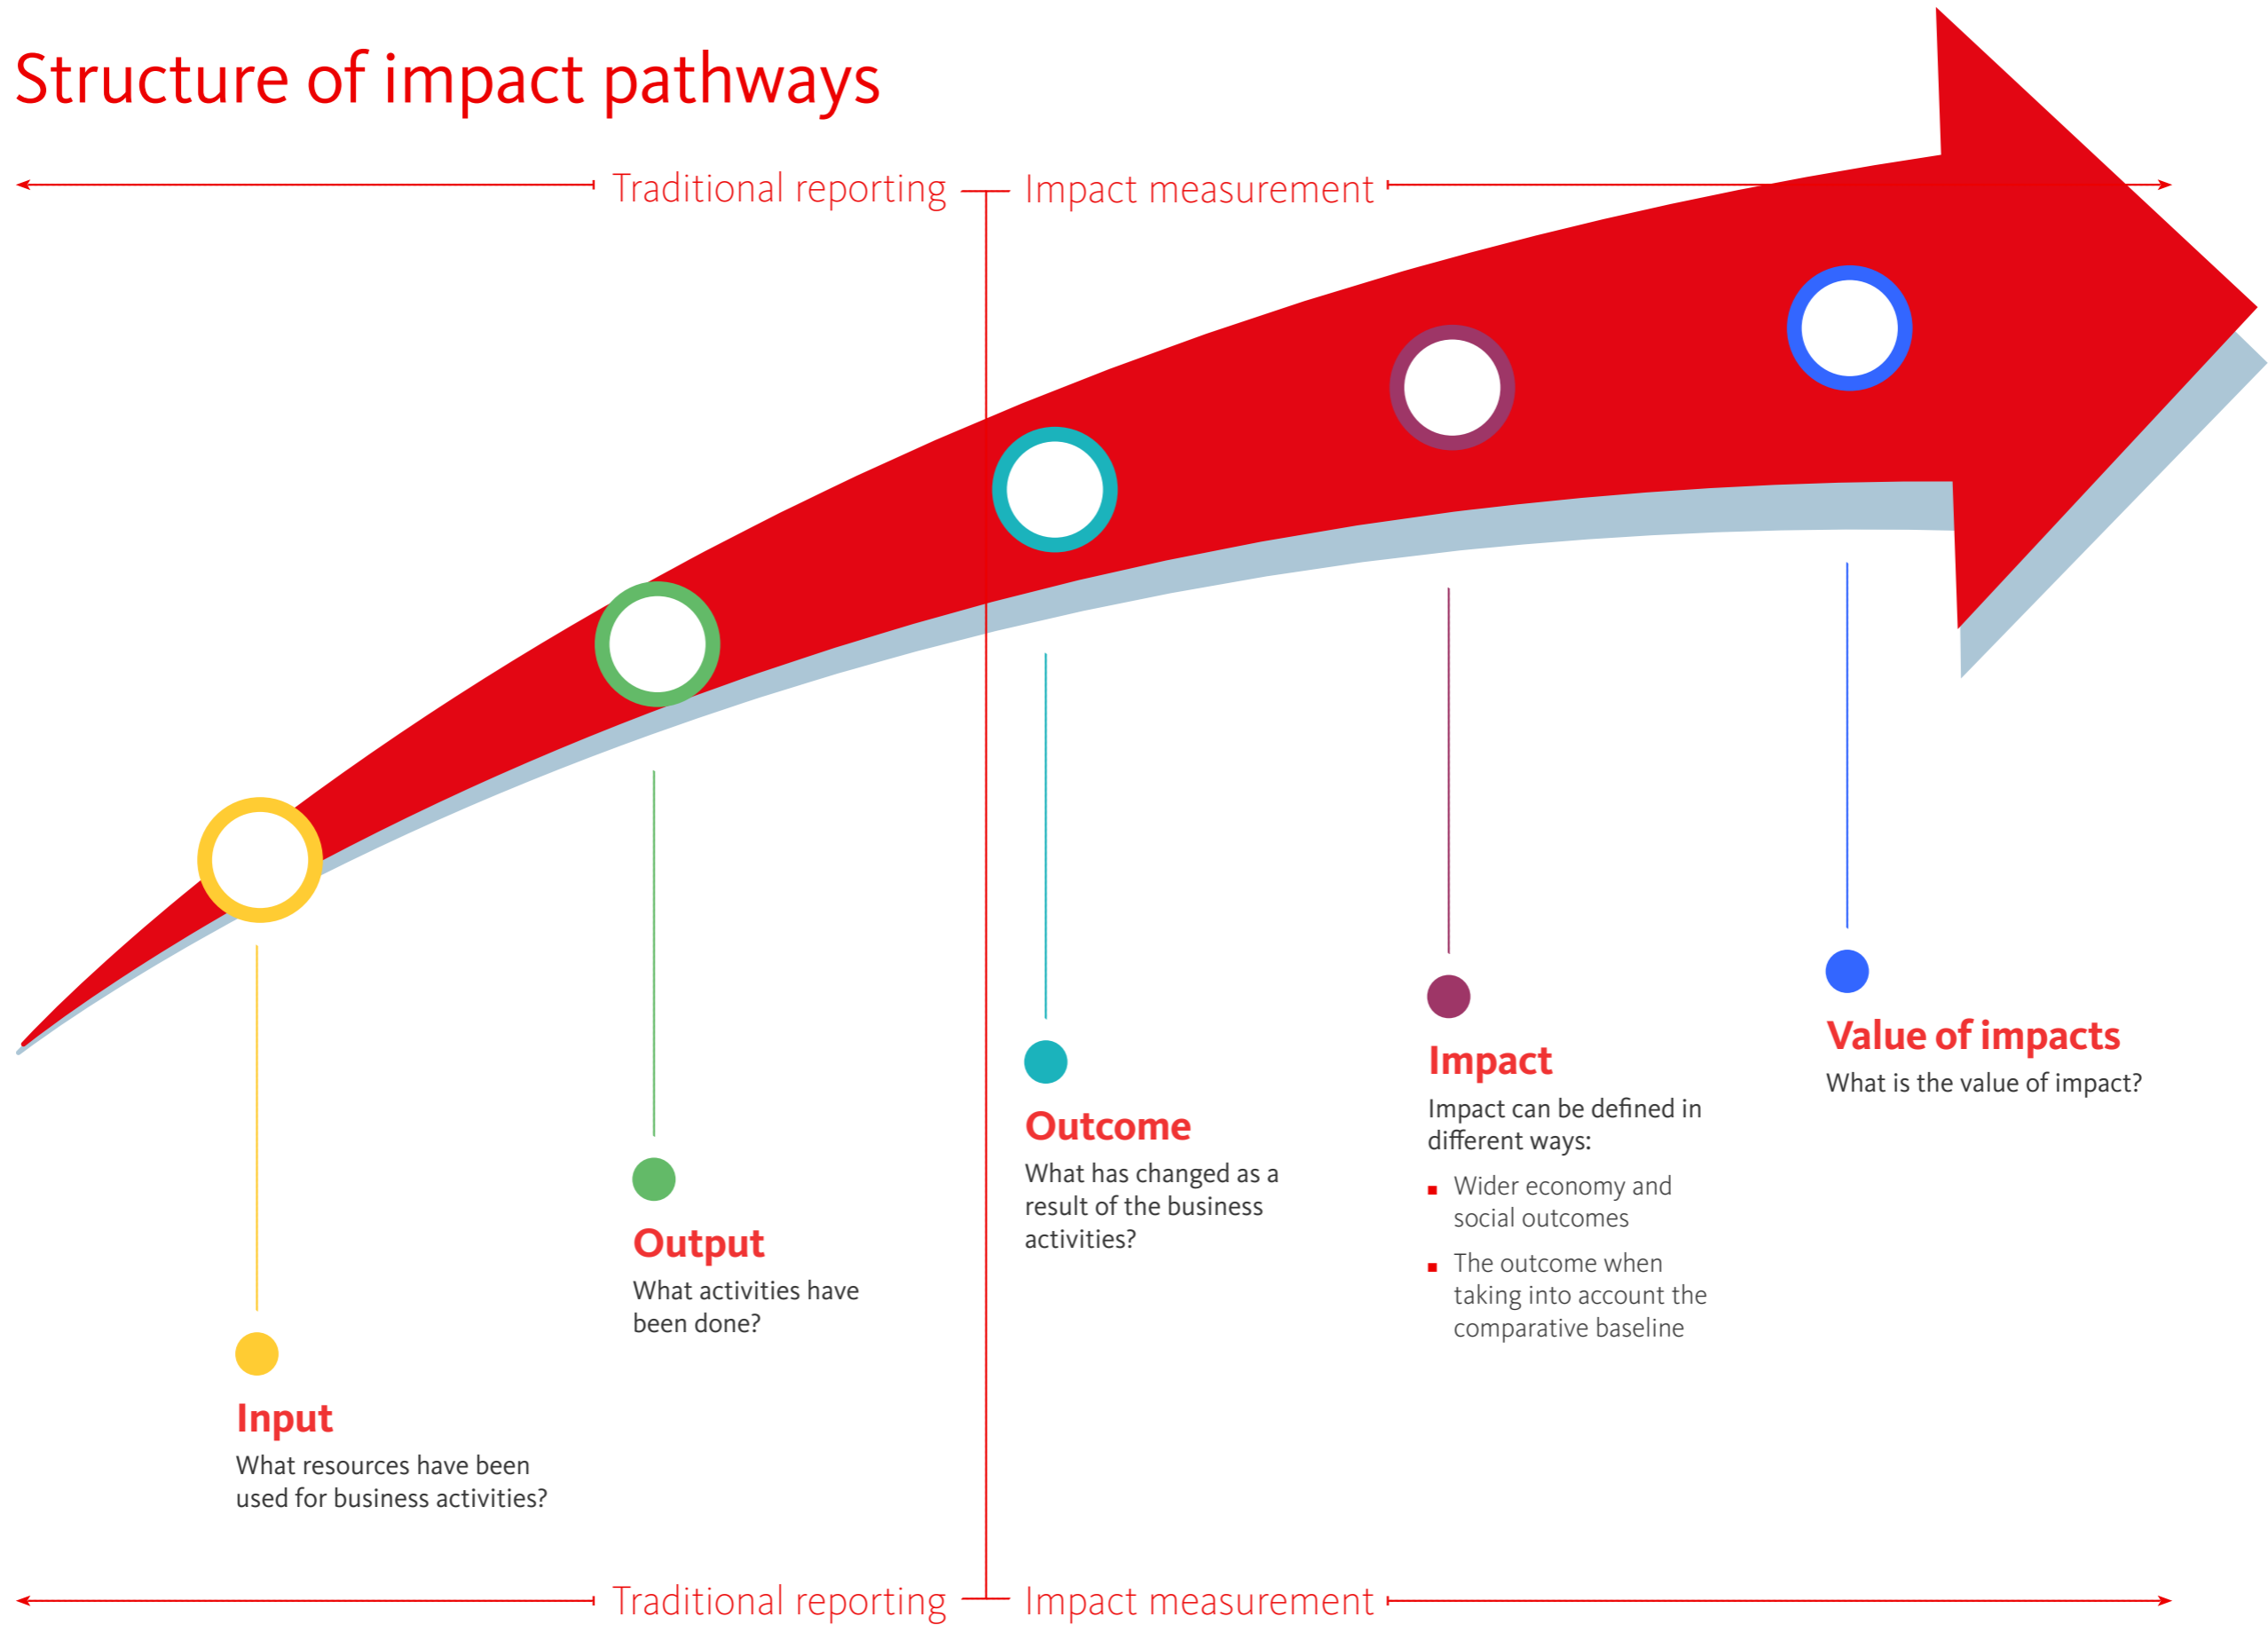 Structure of impact pathways
Traditional reporting
Impact measurement
Input
What resources have been
used for business activities?
Output
What activities have
been done?
Outcome
What has changed as a
result of the business
activities?
Impact
Impact can be defined in
different ways:
Wider economy and
social outcomes
The outcome when
taking into account the
comparative baseline
Value of impacts
What is the value of impact?
Traditional reporting
Impact measurement